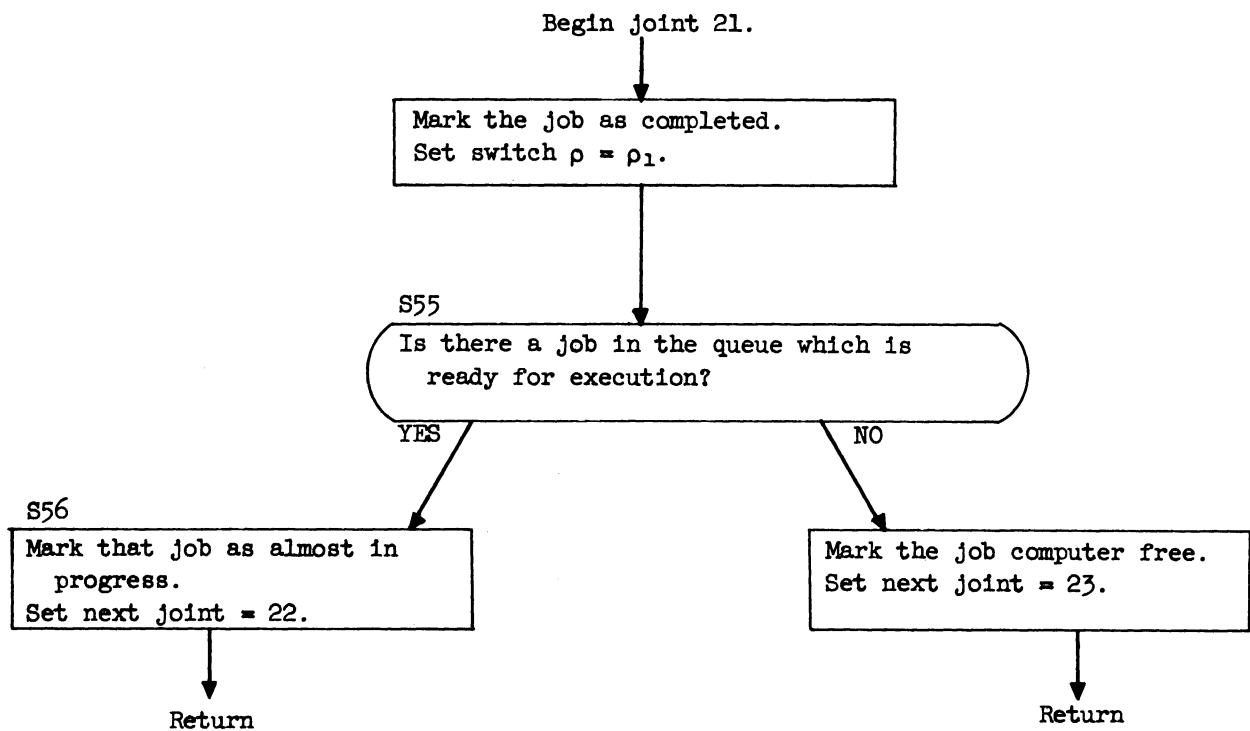 Begin joint 21.
Mark the job as completed.
Set switch ρ = ρ₁.
S55
Is there a job in the queue which is
ready for execution?
YES
NO
S56
Mark that job as almost in
progress.
Set next joint = 22.
Mark the job computer free.
Set next joint = 23.
Return
Return